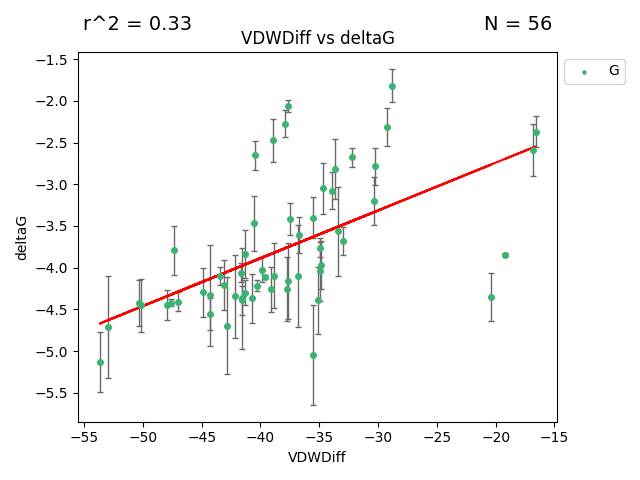 r^2 = 0.33
N = 56
VDWDiff vs deltaG
G
deltaG
−1.5
−2.0
−2.5
−3.0
−3.5
−4.0
−4.5
−5.0
−5.5
−55 −50 −45 −40 −35 −30 −25 −20 −15
VDWDiff